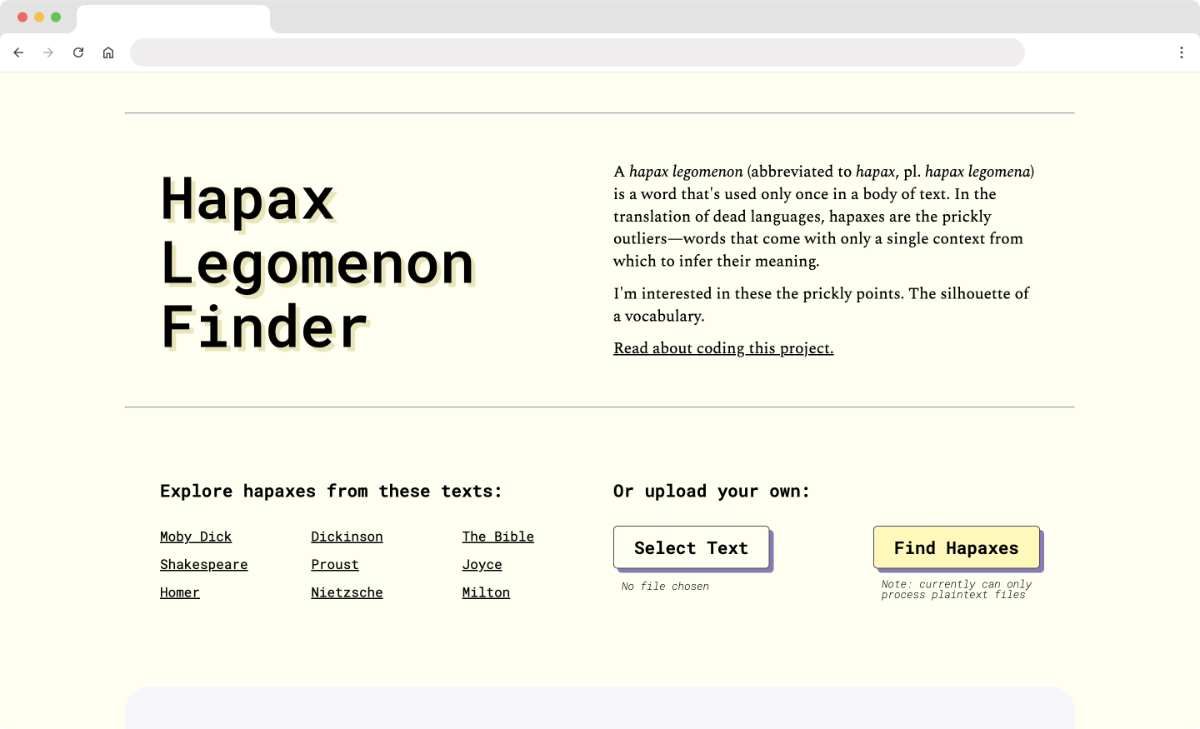 Hapax
Legomenon
Finder
A hapax legomenon (abbreviated to hapax, pl. hapax legomena)
is a word that's used only once in a body of text. In the
translation of dead languages, hapaxes are the prickly
outliers—words that come with only a single context from
which to infer their meaning.
I'm interested in these the prickly points. The silhouette of
a vocabulary.
Read about coding this project.
Explore hapaxes from these texts:
Moby Dick
Dickinson
The Bible
Shakespeare
Proust
Joyce
Homer
Nietzsche
Milton
Or upload your own:
Select Text
No file chosen
Find Hapaxes
Note: currently can only
process plaintext files